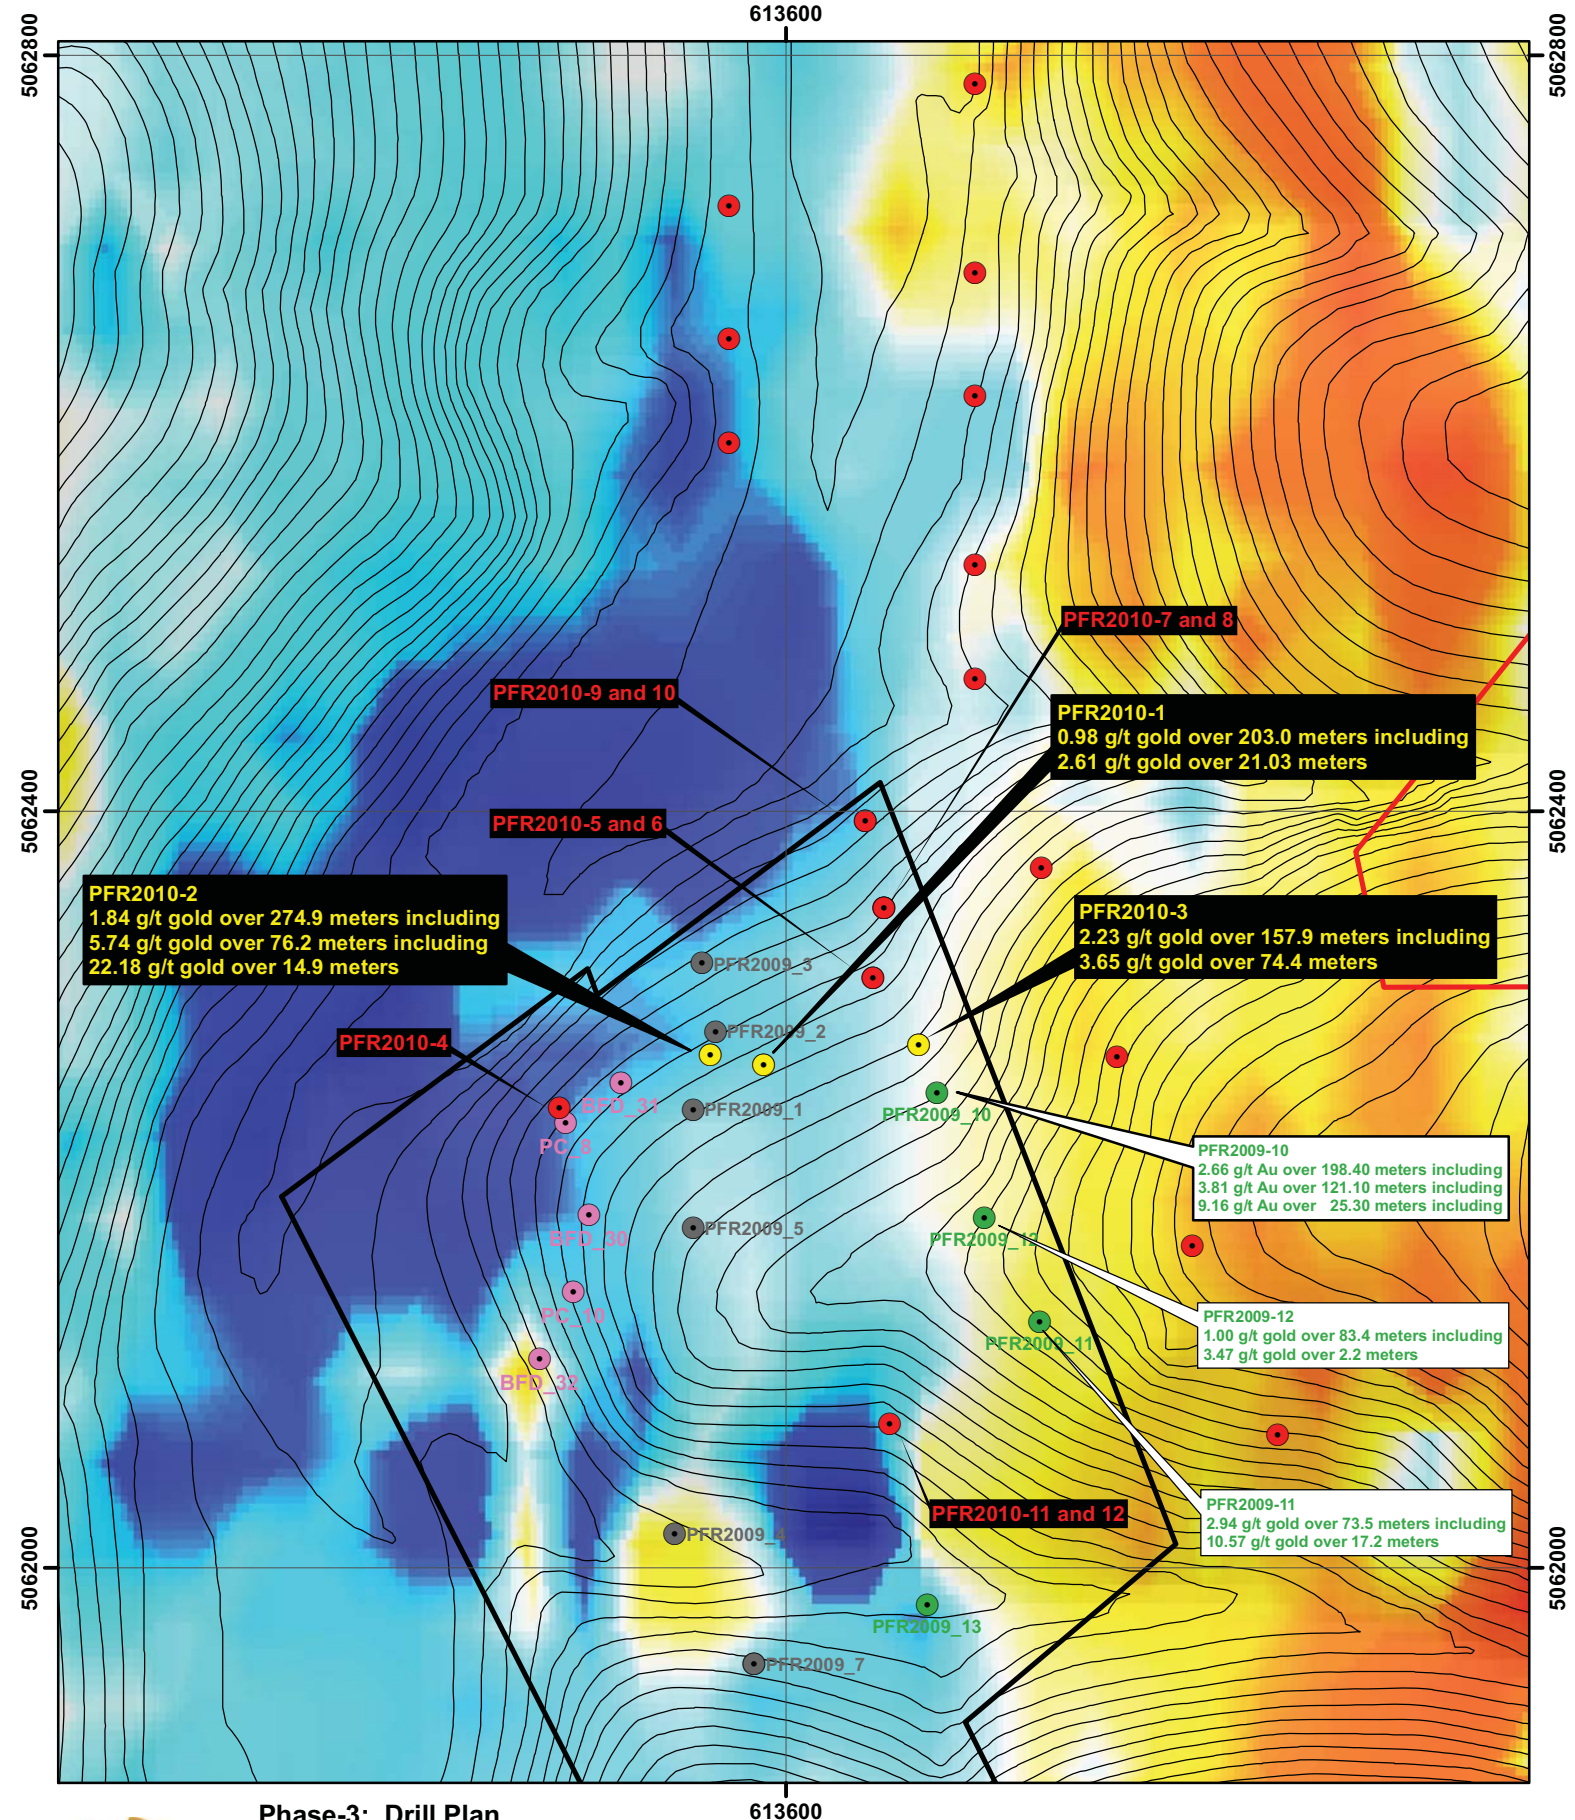 613600
5062800
5062800
PFR2010-7 and 8
PFR2010-9 and 10
PFR2010-1
0.98 g/t gold over 203.0 meters including
2.61 g/t gold over 21.03 meters
5062400
5062400
PFR2010-5 and 6
PFR2010-2
1.84 g/t gold over 274.9 meters including
5.74 g/t gold over 76.2 meters including
22.18 g/t gold over 14.9 meters
PFR2010-3
2.23 g/t gold over 157.9 meters including
3.65 g/t gold over 74.4 meters
PFR2009_3
PFR2009_2
PFR2010-4
BFD_31
PFR2009_1
PFR2009_10
PC_8
PFR2009-10
2.66 g/t Au over 198.40 meters including
3.81 g/t Au over 121.10 meters including
9.16 g/t Au over 25.30 meters including
BFD_30
PFR2009_5
PFR2009_12
PC_10
PFR2009-12
1.00 g/t gold over 83.4 meters including
3.47 g/t gold over 2.2 meters
PFR2009_11
BFD_32
PFR2010-11 and 12
PFR2009-11
2.94 g/t gold over 73.5 meters including
10.57 g/t gold over 17.2 meters
PFR2009_4
5062000
5062000
PFR2009_13
PFR2009_7
613600
Phase-3: Drill Plan